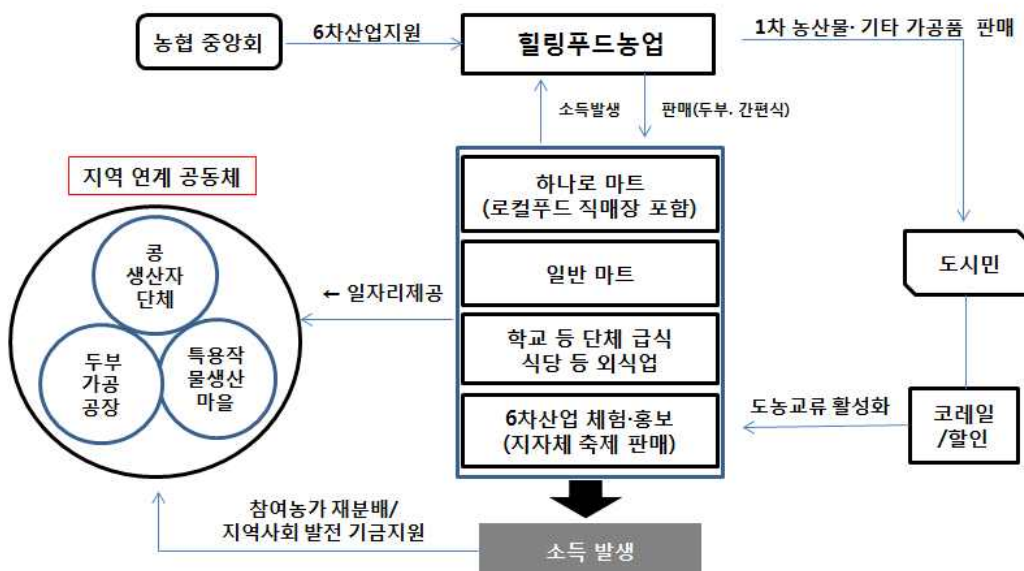 농협 중앙회
6차산업지원
힐링푸드농업
1차 농산물·기타 가공품 판매
소득발생
판매(두부. 간편식)
지역 연계 공동체
콩
생산자
단체
두부
가공
공장
특용작
물생산
마을
← 일자리제공
하나로 마트
(로컬푸드 직매장 포함)
일반 마트
학교 등 단체 급식
식당 등 외식업
6차산업 체험·홍보
(지자체 축제 판매)
도시민
도농교류 활성화
코레일
/할인
참여농가 재분배/
지역사회 발전 기금지원
소득 발생